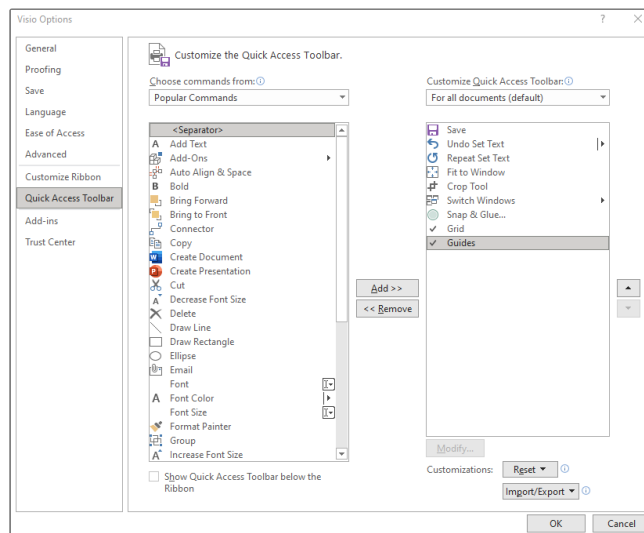 Visio Options
?
General
Proofing
Save
Language
Ease of Access
Advanced
Customize Ribbon
Quick Access Toolbar
Add-ins
Trust Center
Customize the Quick Access Toolbar.
Choose commands from:
Popular Commands
<Separator>
Add Text
Add-Ons
Auto Align & Space
Bold
Bring Forward
Bring to Front
Connector
Copy
Create Document
Create Presentation
Cut
Decrease Font Size
Delete
Draw Line
Draw Rectangle
Ellipse
Email
Font
Font Color
Font Size
Format Painter
Group
Increase Font Size
Show Quick Access Toolbar below the
Ribbon
Add >>
<< Remove
Customize Quick Access Toolbar:
For all documents (default)
Save
Undo Set Text
Repeat Set Text
Fit to Window
Crop Tool
Switch Windows
Snap & Glue...
Grid
Guides
Modify...
Customizations:
Reset
Import/Export
OK
Cancel